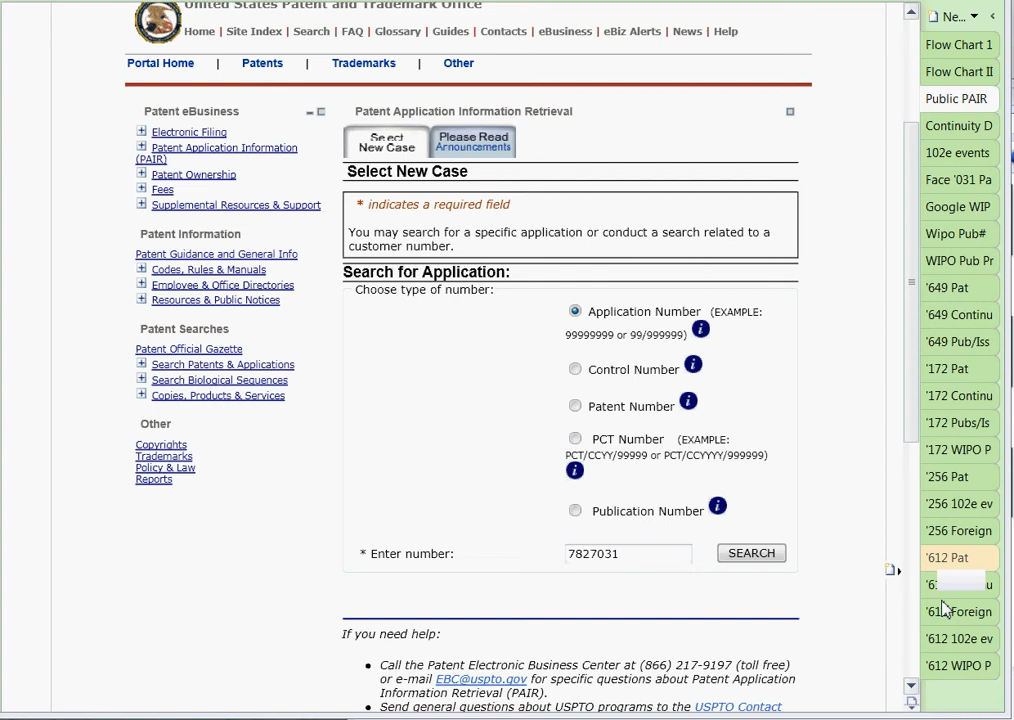 United States Patent and Trademark Office
Home | Site Index | Search | FAQ | Glossary | Guides | Contacts | eBusiness | eBiz Alerts | News | Help
Portal Home | Patents | Trademarks | Other
Patent eBusiness
Electronic Filing
Patent Application Information
(PAIR)
Patent Ownership
Fees
Supplemental Resources & Support
Patent Information
Patent Guidance and General Info
Codes, Rules & Manuals
Employee & Office Directories
Resources & Public Notices
Patent Searches
Patent Official Gazette
Search Patents & Applications
Search Biological Sequences
Copies, Products & Services
Other
Copyrights
Trademarks
Policy & Law
Reports
Patent Application Information Retrieval
Select
New Case
Please Read
Announcements
Select New Case
* indicates a required field
You may search for a specific application or conduct a search related to a
customer number.
Search for Application:
Choose type of number:
Application Number (EXAMPLE:
99999999 or 99/999999)
Control Number
Patent Number
PCT Number (EXAMPLE:
PCT/CCYY/99999 or PCT/CCYYYY/999999)
Publication Number
* Enter number: 7827031 SEARCH
If you need help:
• Call the Patent Electronic Business Center at (866) 217-9197 (toll free)
or e-mail EBC@uspto.gov for specific questions about Patent Application
Information Retrieval (PAIR).
• Send general questions about USPTO programs to the USPTO Contact
Ne...
Flow Chart 1
Flow Chart II
Public PAIR
Continuity D
102e events
Face '031 Pa
Google WIP
Wipo Pub#
WIPO Pub Pr
'649 Pat
'649 Continu
'649 Pub/Iss
'172 Pat
'172 Continu
'172 Pubs/Is
'172 WIPO P
'256 Pat
'256 102e ev
'256 Foreign
'612 Pat
Foreign
'612 102e ev
'612 WIPO P